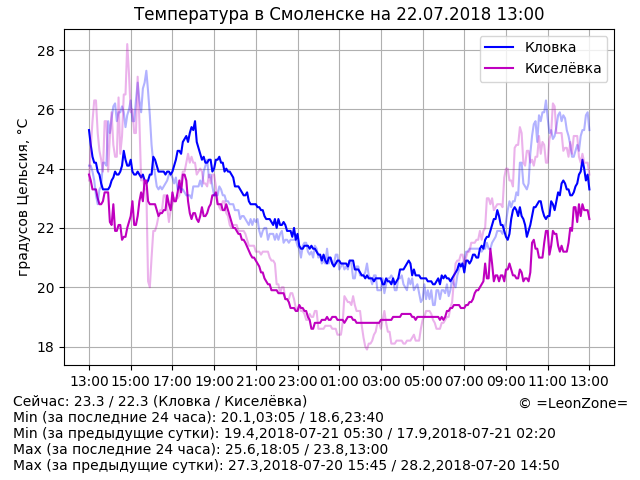 Температура в Смоленске на 22.07.2018 13:00
Кловка
Киселёвка
градусов Цельсия, °C
28
26
24
22
20
18
13:00 15:00 17:00 19:00 21:00 23:00 01:00 03:00 05:00 07:00 09:00 11:00 13:00
Сейчас: 23.3 / 22.3 (Кловка / Киселёвка)
© =LeonZone=
Min (за последние 24 часа): 20.1,03:05 / 18.6,23:40
Min (за предыдущие сутки): 19.4,2018-07-21 05:30 / 17.9,2018-07-21 02:20
Max (за последние 24 часа): 25.6,18:05 / 23.8,13:00
Max (за предыдущие сутки): 27.3,2018-07-20 15:45 / 28.2,2018-07-20 14:50